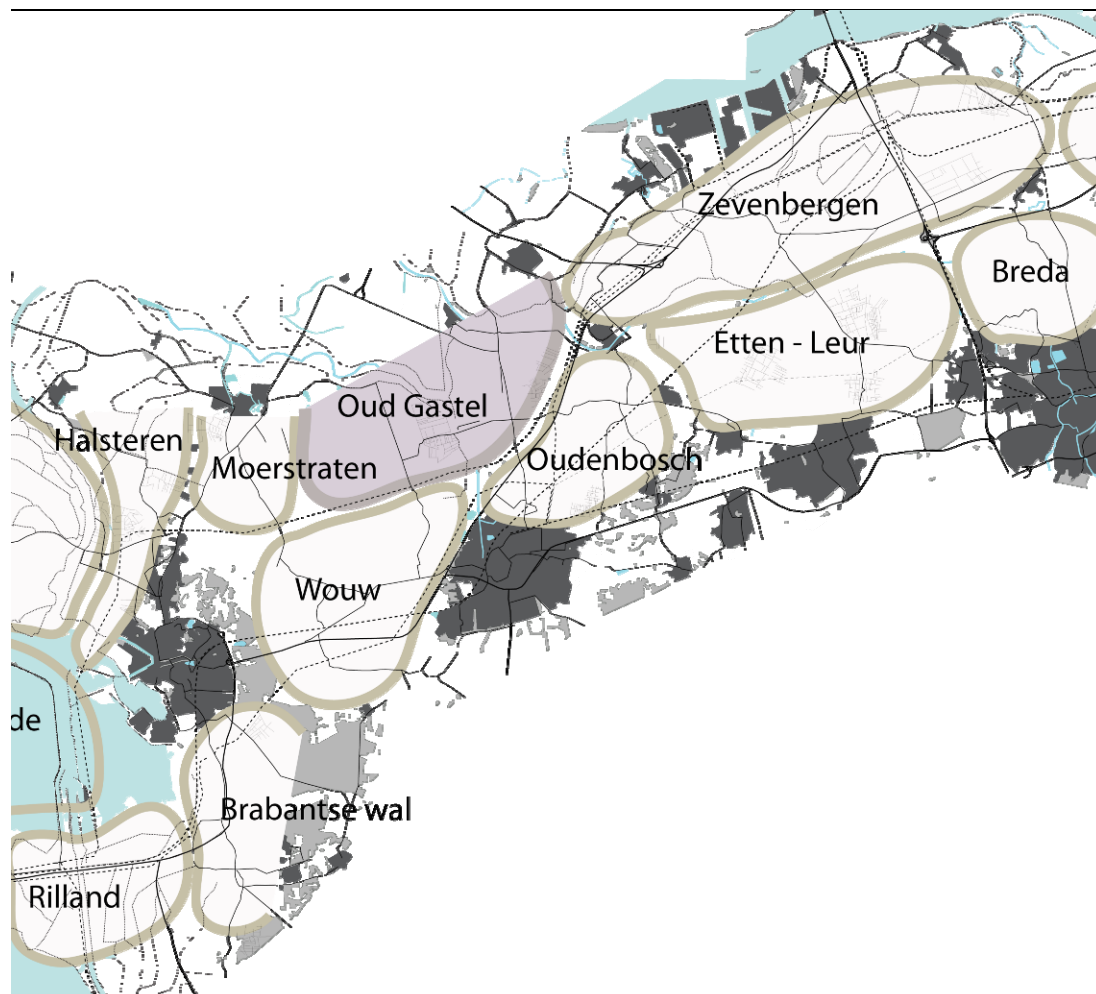 Zevenbergen
Breda
Etten - Leur
Oud Gastel
Halsteren
Moerstraten
Oudenbosch
Wouw
de
Brabantse wal
Rilland